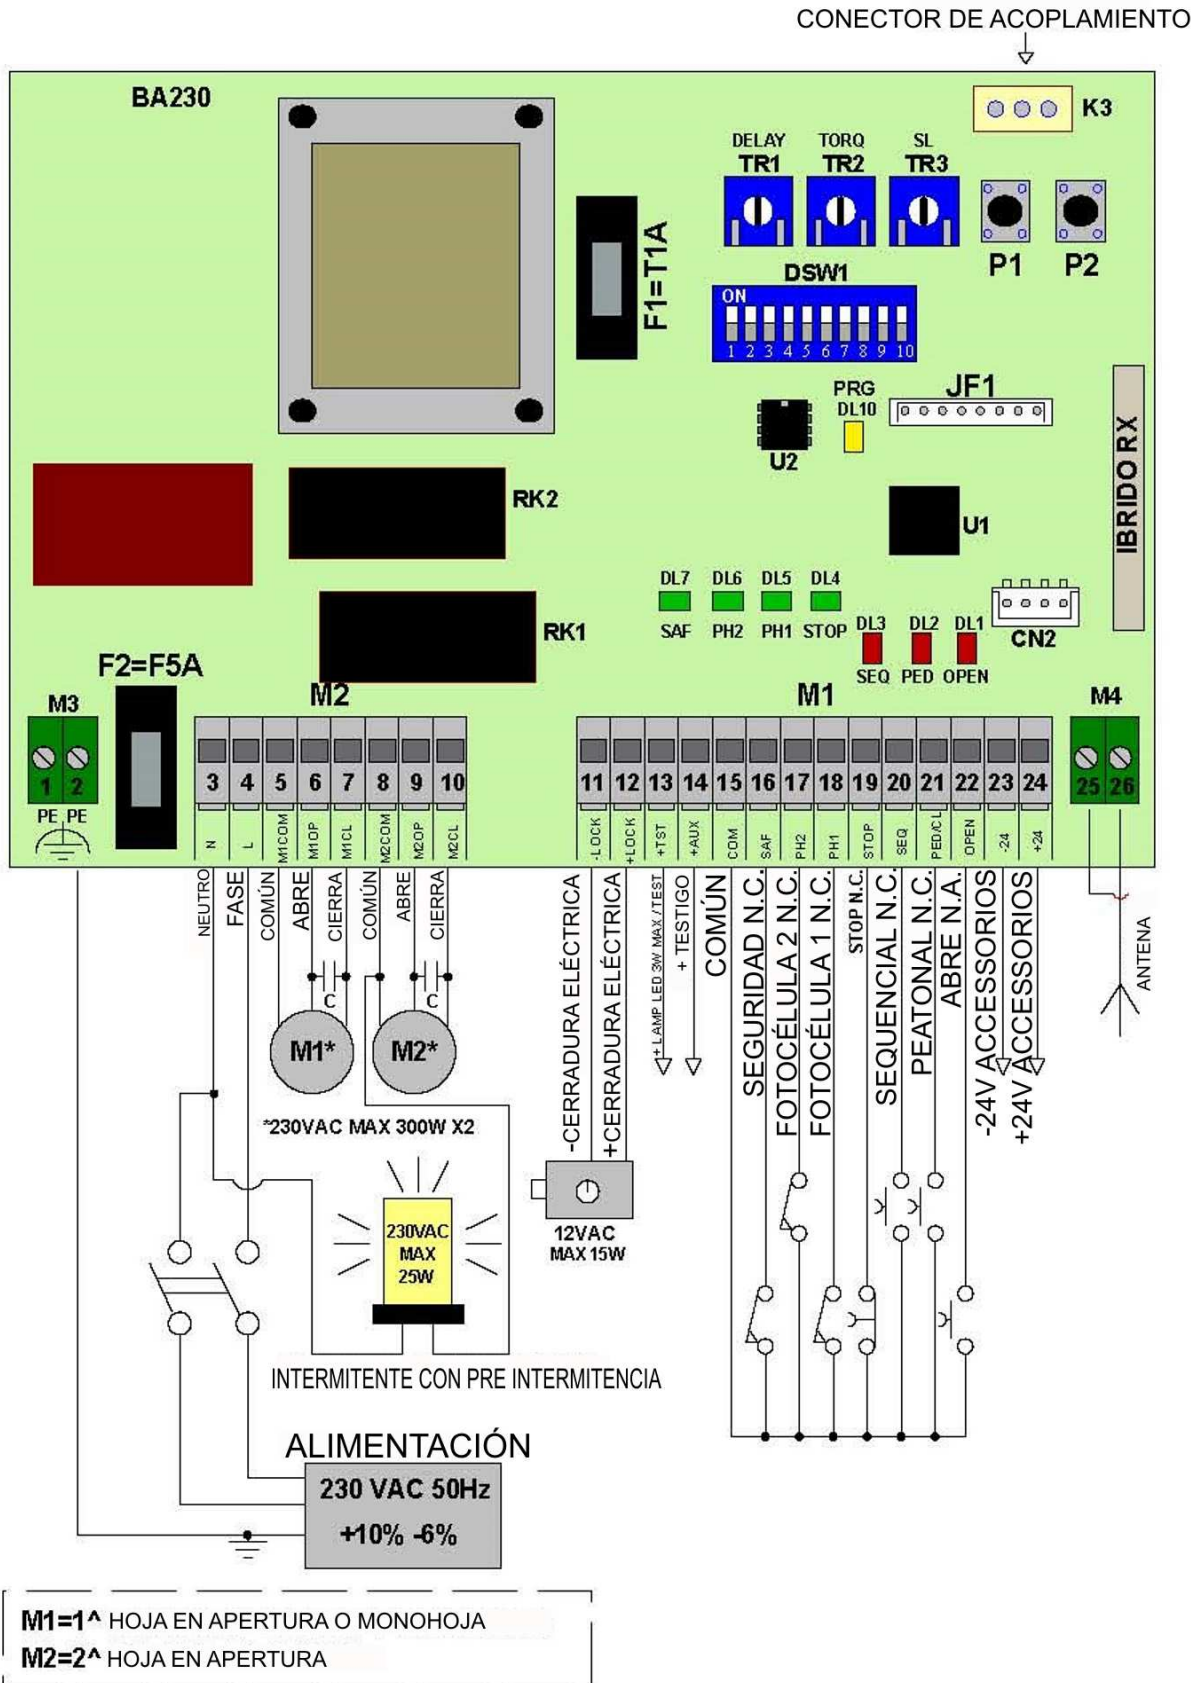 CONECTOR DE ACOPLAMIENTO
BA230
K3
DELAY TORQ SL
TR1 TR2 TR3
F1=T1A
P1 P2
DSW1
ON
1 2 3 4 5 6 7 8 9 10
PRG
DL10
JF1
U2
IBRIDO RX
RK2
U1
DL7 DL6 DL5 DL4
SAF PH2 PH1 STOP
DL3 DL2 DL1
SEQ PED OPEN
CN2
RK1
F2=F5A
M3
M2
M1
M4
1 2
3 4 5 6 7 8 9 10
11 12 13 14 15 16 17 18 19 20 21 22 23 24
25 26
PE PE
N
L
M1COM
M1OP
M1CL
M2COM
M2OP
M2CL
-LOCK
+LOCK
+TST
+AUX
COM
SAF
PH2
PH1
STOP
SEQ
PED/CL
OPEN
-24
+24
NEUTRO
FASE
COMÚN
ABRE
CIERRA
COMÚN
ABRE
CIERRA
-CERRADURA ELÉCTRICA
+CERRADURA ELÉCTRICA
+ LAMP LED 3W MAX / TEST
+ TESTIGO
COMÚN
SEGURIDAD N.C.
FOTOCÉLULA 2 N.C.
FOTOCÉLULA 1 N.C.
STOP N.C.
SEQUENCIAL N.C.
PEATONAL N.C.
ABRE N.A.
-24V ACCESSORIOS
+24V ACCESSORIOS
ANTENA
C C
M1* M2*
*230VAC MAX 300W X2
230VAC
MAX
25W
12VAC
MAX 15W
INTERMITENTE CON PRE INTERMITENCIA
ALIMENTACIÓN
230 VAC 50Hz
+10% -6%
M1=1^ HOJA EN APERTURA O MONOHOJA
M2=2^ HOJA EN APERTURA